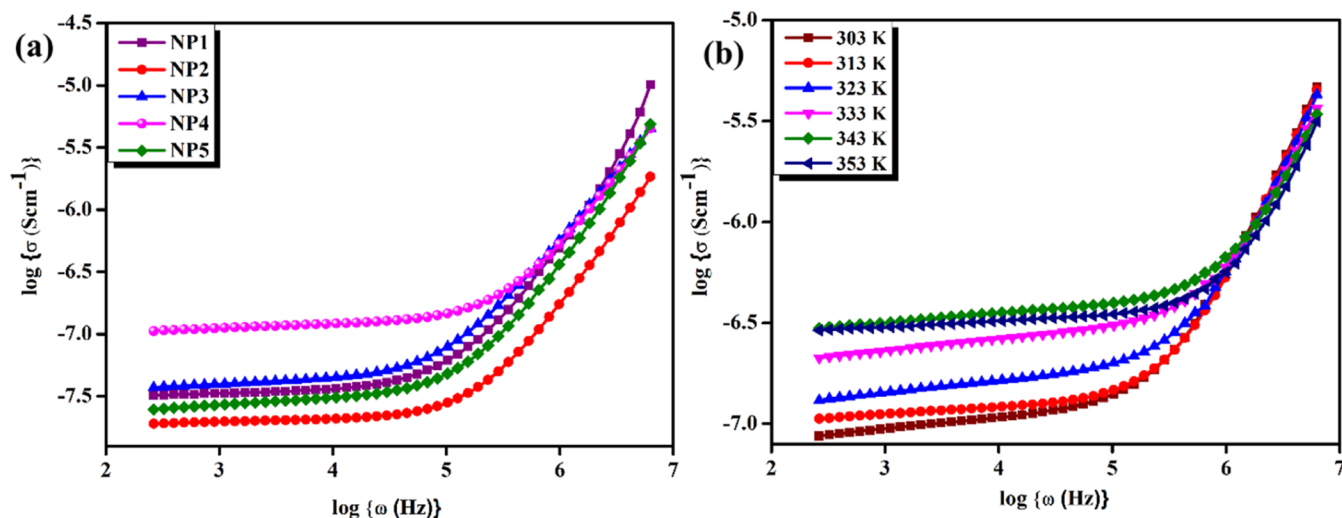 (a)
NP1
NP2
NP3
NP4
NP5
log {σ (Scm⁻¹)}
-4.5
-5.0
-5.5
-6.0
-6.5
-7.0
-7.5
2 3 4 5 6 7
log {ω (Hz)}
(b)
303 K
313 K
323 K
333 K
343 K
353 K
log {σ (Scm⁻¹)}
-5.0
-5.5
-6.0
-6.5
-7.0
2 3 4 5 6 7
log {ω (Hz)}